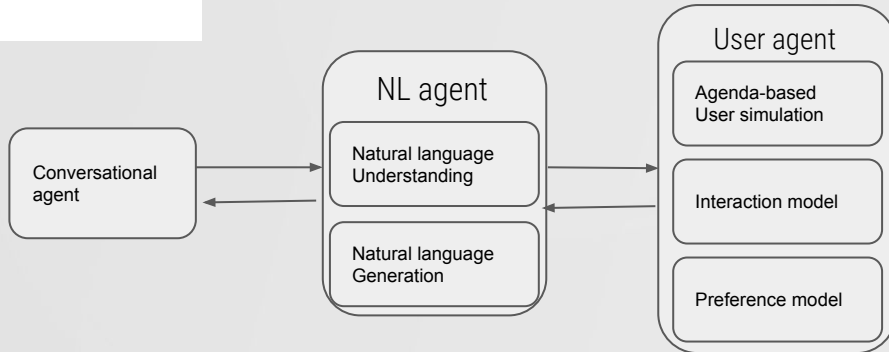 Conversational
agent
NL agent
Natural language
Understanding
Natural language
Generation
User agent
Agenda-based
User simulation
Interaction model
Preference model